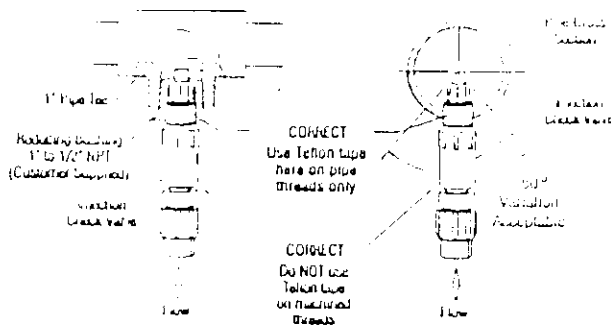 1" Pipe Tee
Reducing Bushing
1" to 1/2" NPT
(Customer Supplied)
Injection
Check Valve
Flow
CORRECT
Use Teflon tape
here on pipe
threads only
CORRECT
Do NOT use
Teflon tape
on machined
threads
Section
Injection
Check Valve
Variation
Acceptable
Flow